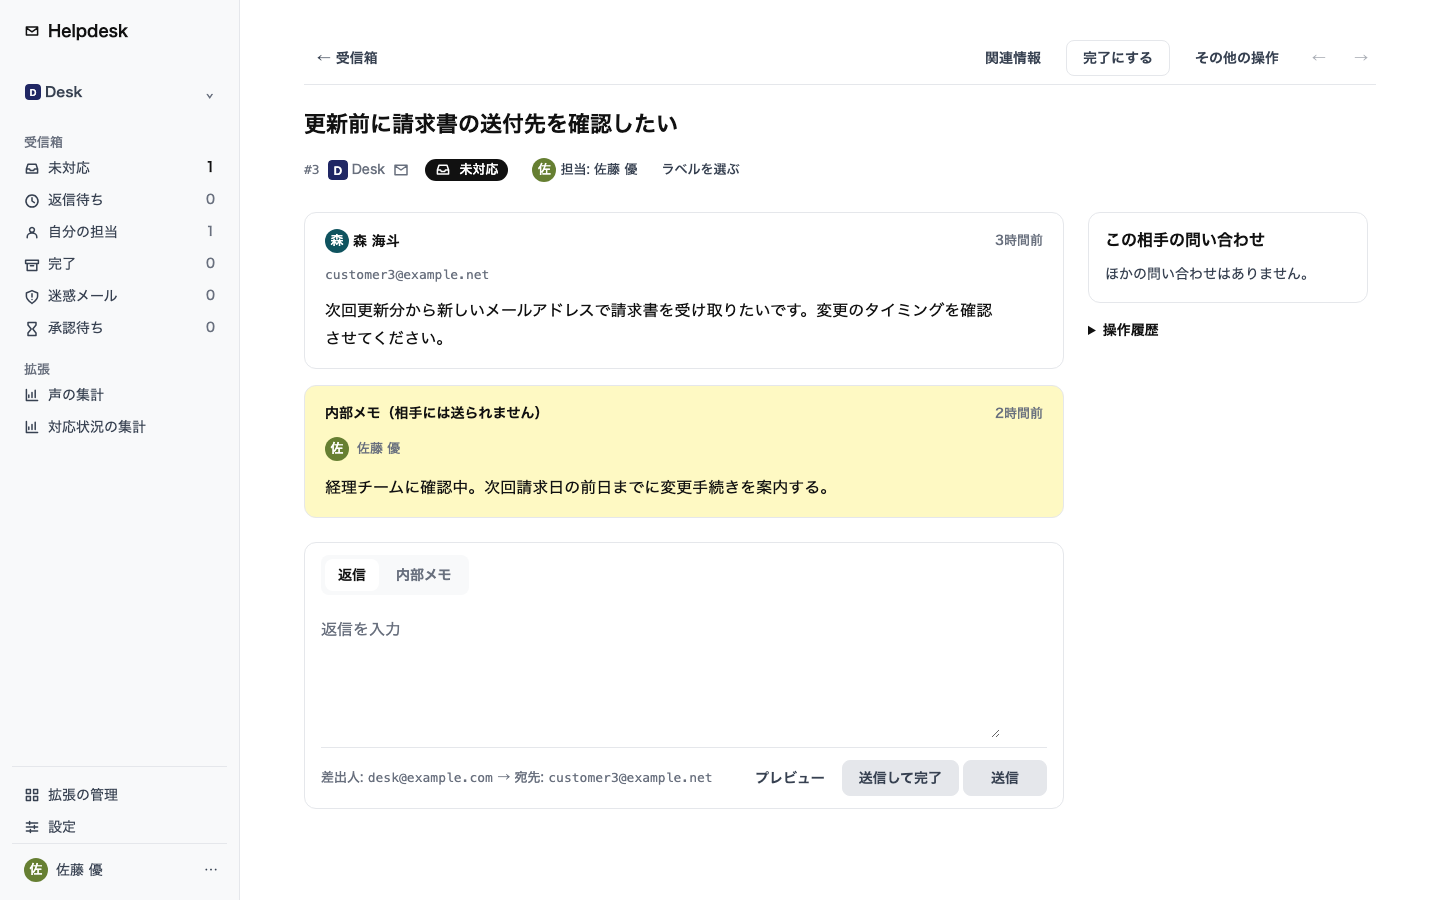 Helpdesk
D Desk
受信箱
未対応 1
返信待ち 0
自分の担当 1
完了 0
迷惑メール 0
承認待ち 0
拡張
声の集計
対応状況の集計
拡張の管理
設定
佐 佐藤 優 …
← 受信箱 関連情報 完了にする その他の操作 ← →
更新前に請求書の送付先を確認したい
#3 D Desk 未対応 佐 担当: 佐藤 優 ラベルを選ぶ
森 森 海斗 3時間前
customer3@example.net
次回更新分から新しいメールアドレスで請求書を受け取りたいです。変更のタイミングを確認
させてください。
内部メモ（相手には送られません） 2時間前
佐 佐藤 優
経理チームに確認中。次回請求日の前日までに変更手続きを案内する。
返信 内部メモ
返信を入力
差出人: desk@example.com → 宛先: customer3@example.net プレビュー 送信して完了 送信
この相手の問い合わせ
ほかの問い合わせはありません。
▶ 操作履歴